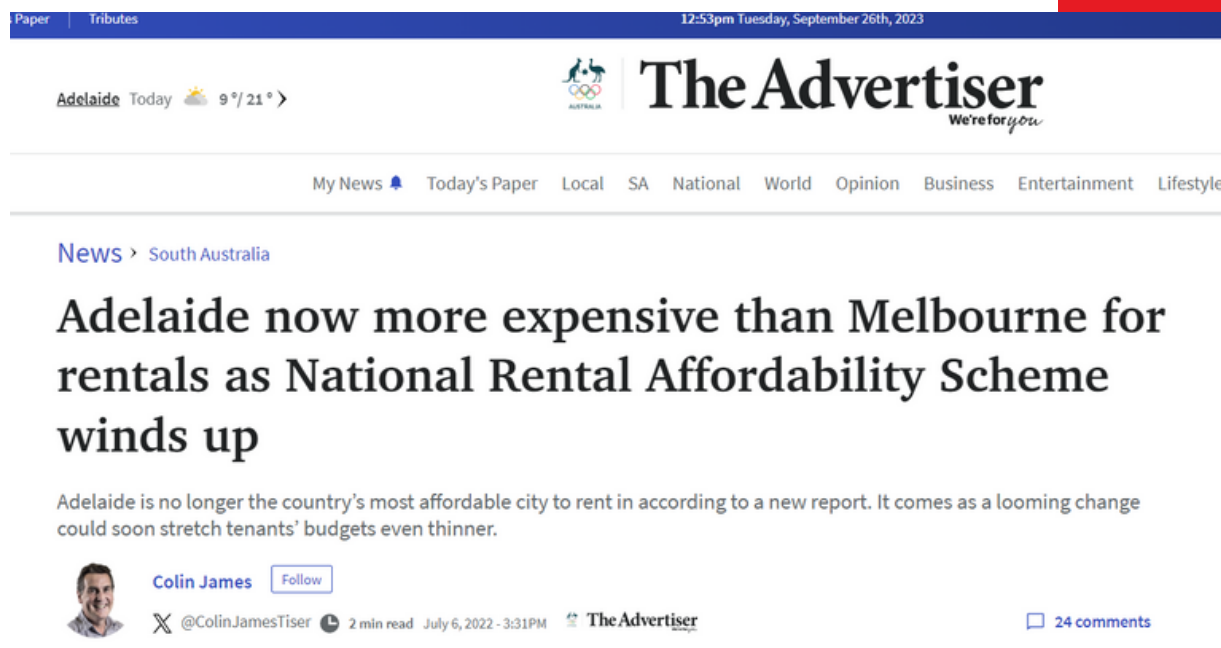 Paper | Tributes 12:53pm Tuesday, September 26th, 2023
Adelaide Today 9°/21° > AUSTRALIA The Advertiser
We're for you
My News Today's Paper Local SA National World Opinion Business Entertainment Lifestyle
News > South Australia
Adelaide now more expensive than Melbourne for
rentals as National Rental Affordability Scheme
winds up
Adelaide is no longer the country's most affordable city to rent in according to a new report. It comes as a looming change
could soon stretch tenants' budgets even thinner.
Colin James Follow
@ColinJamesTiser 2 min read July 6, 2022 - 3:31PM The Advertiser 24 comments